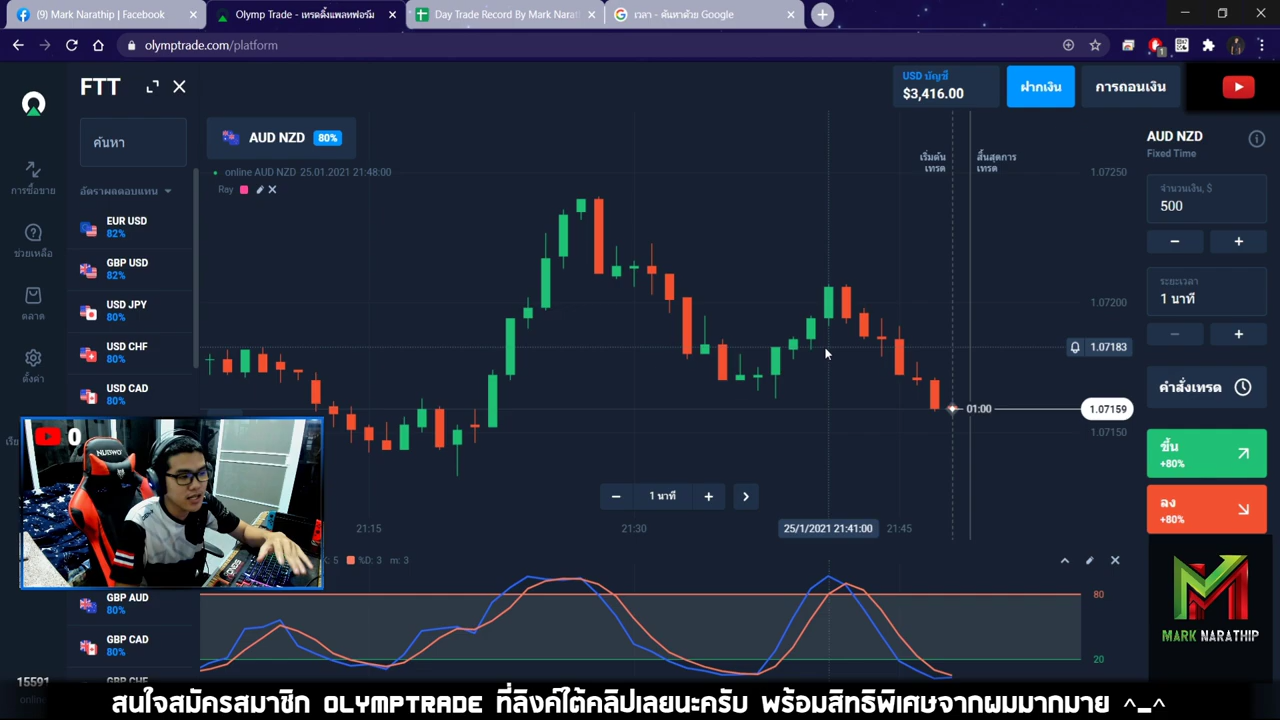 (9) Mark Narathip | Facebook
Olymp Trade - เทรดดิ้งแพลทฟอร์ม
Day Trade Record By Mark Narat
เวลา - ค้นหาด้วย Google
olymptrade.com/platform
FTT
USD บัญชี
$3,416.00
ฝากเงิน
การถอนเงิน
ค้นหา
AUD NZD 80%
online AUD NZD 25.01.2021 21:48:00
Ray
เริ่มต้น
เทรด
สิ้นสุดการ
เทรด
AUD NZD
Fixed Time
จำนวนเงิน, $
500
ระยะเวลา
1 นาที
คำสั่งเทรด
ขึ้น
+80%
ลง
+80%
การซื้อขาย
ช่วยเหลือ
ตลาด
ตั้งค่า
อัตราผลตอบแทน
EUR USD
82%
GBP USD
82%
USD JPY
80%
USD CHF
80%
USD CAD
80%
GBP AUD
80%
GBP CAD
80%
1.07250
1.07200
1.07183
1.07159
1.07150
01:00
1 นาที
21:15
21:30
25/1/2021 21:41:00
21:45
: 5 %D: 3 m: 3
80
20
0
NUBWO
15591
online
MARK NARATHIP
สนใจสมัครสมาชิก OLYMPTRADE ที่ลิงค์ใต้คลิปเลยนะครับ พร้อมสิทธิพิเศษจากผมมากมาย ^_^